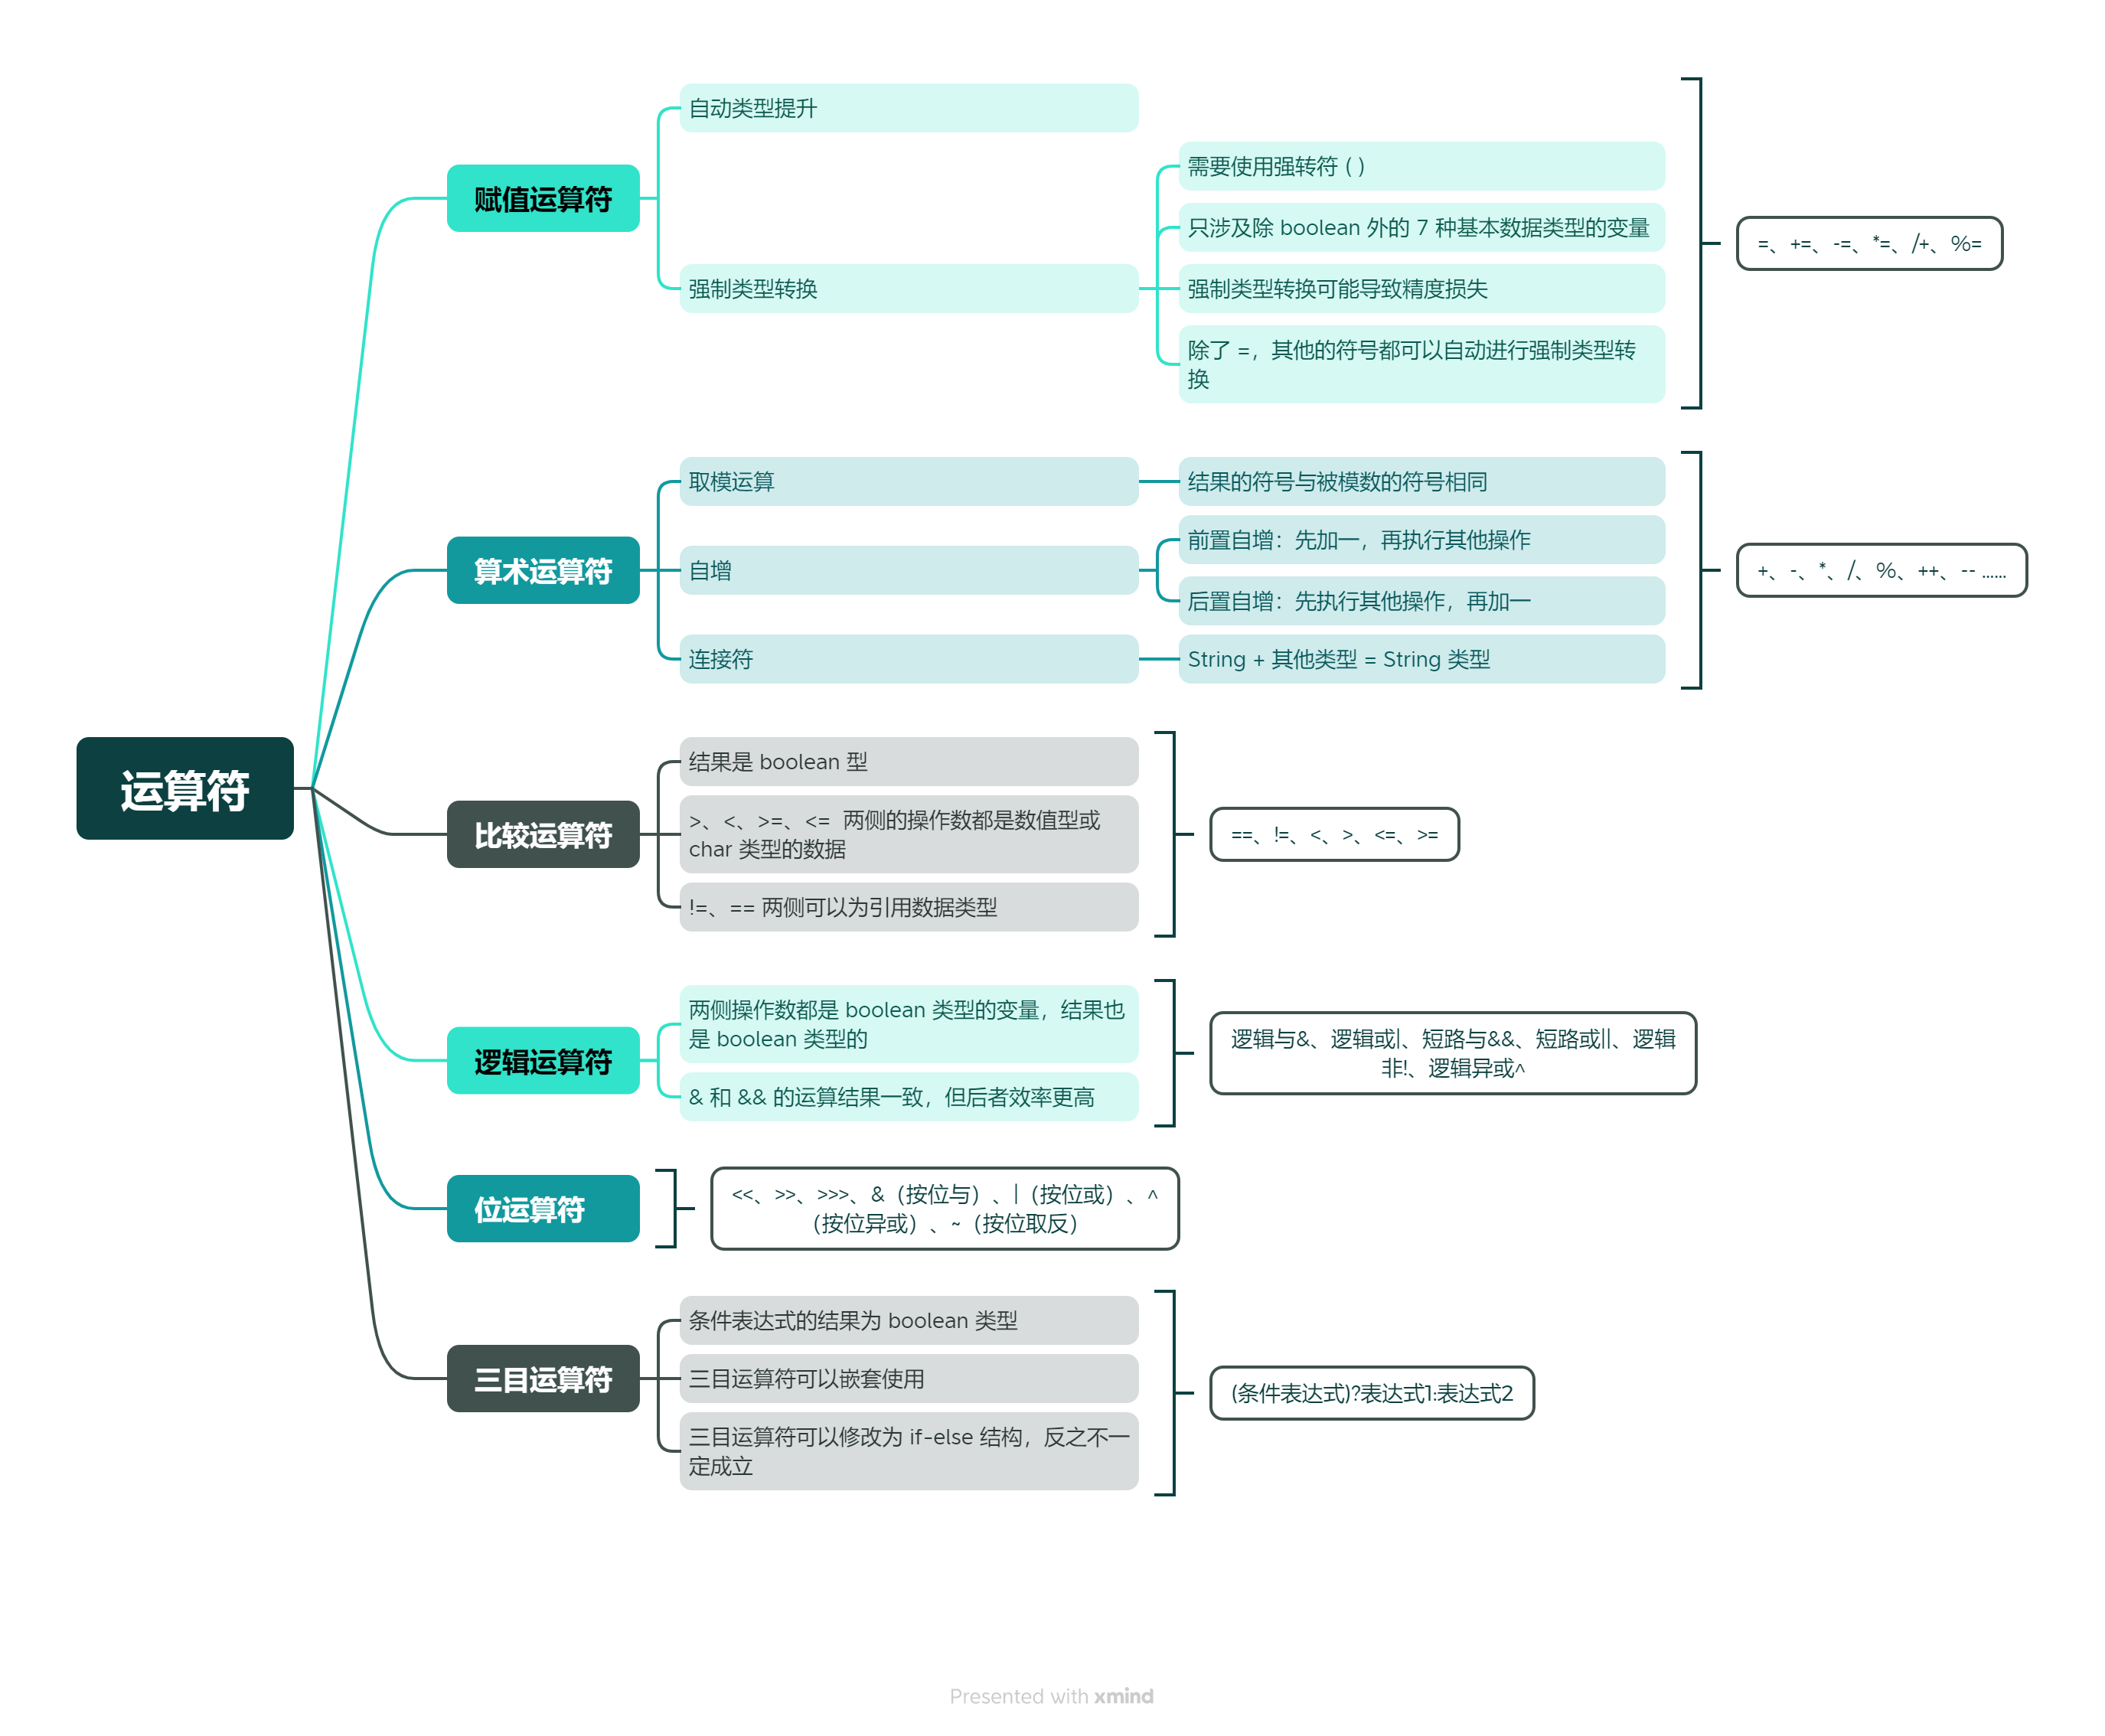 运算符
赋值运算符
自动类型提升
强制类型转换
需要使用强转符 ( )
只涉及除 boolean 外的 7 种基本数据类型的变量
强制类型转换可能导致精度损失
除了 =，其他的符号都可以自动进行强制类型转
换
=、+=、-=、*=、/+、%=
算术运算符
取模运算
结果的符号与被模数的符号相同
自增
前置自增：先加一，再执行其他操作
后置自增：先执行其他操作，再加一
连接符
String + 其他类型 = String 类型
+、-、*、/、%、++、-- ......
比较运算符
结果是 boolean 型
>、<、>=、<= 两侧的操作数都是数值型或
char 类型的数据
!=、== 两侧可以为引用数据类型
==、!=、<、>、<=、>=
逻辑运算符
两侧操作数都是 boolean 类型的变量，结果也
是 boolean 类型的
& 和 && 的运算结果一致，但后者效率更高
逻辑与&、逻辑或|、短路与&&、短路或||、逻辑
非!、逻辑异或^
位运算符
<<、>>、>>>、&（按位与）、|（按位或）、^
（按位异或）、~（按位取反）
三目运算符
条件表达式的结果为 boolean 类型
三目运算符可以嵌套使用
三目运算符可以修改为 if-else 结构，反之不一
定成立
(条件表达式)?表达式1:表达式2
Presented with xmind